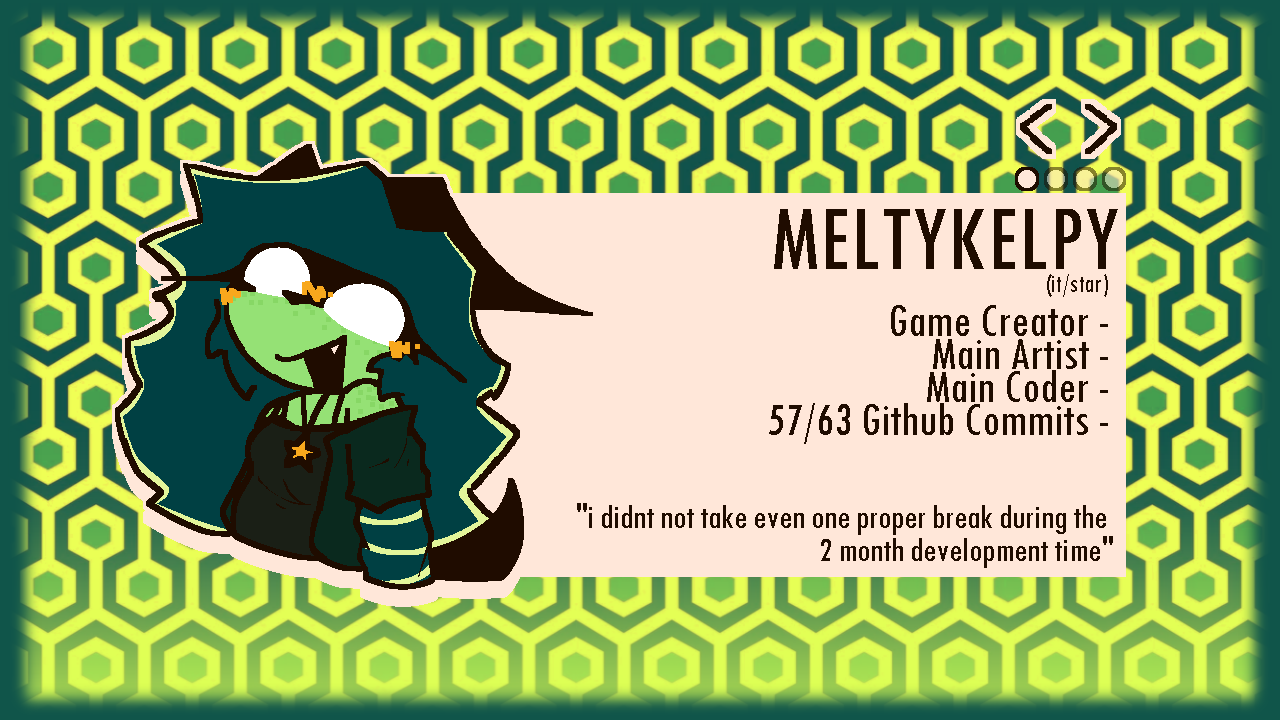 < >
MELTYKELPY
(it/star)
Game Creator -
Main Artist -
Main Coder -
57/63 Github Commits -
"i didnt not take even one proper break during the
2 month development time"